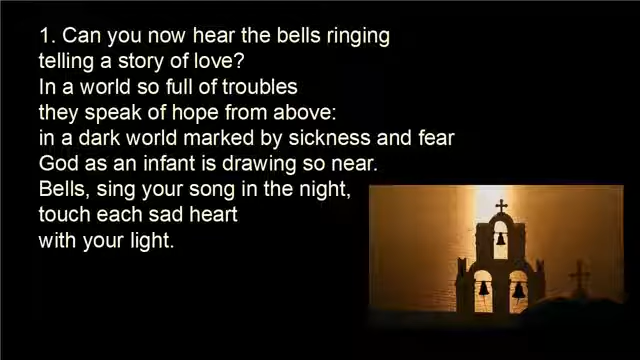 1. Can you now hear the bells ringing
telling a story of love?
In a world so full of troubles
they speak of hope from above:
in a dark world marked by sickness and fear
God as an infant is drawing so near.
Bells, sing your song in the night,
touch each sad heart
with your light.